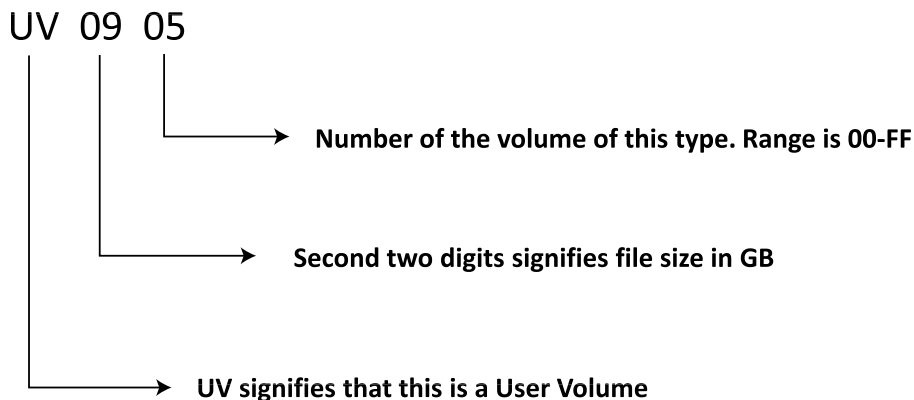 UV 09 05
Number of the volume of this type. Range is 00-FF
Second two digits signifies file size in GB
UV signifies that this is a User Volume